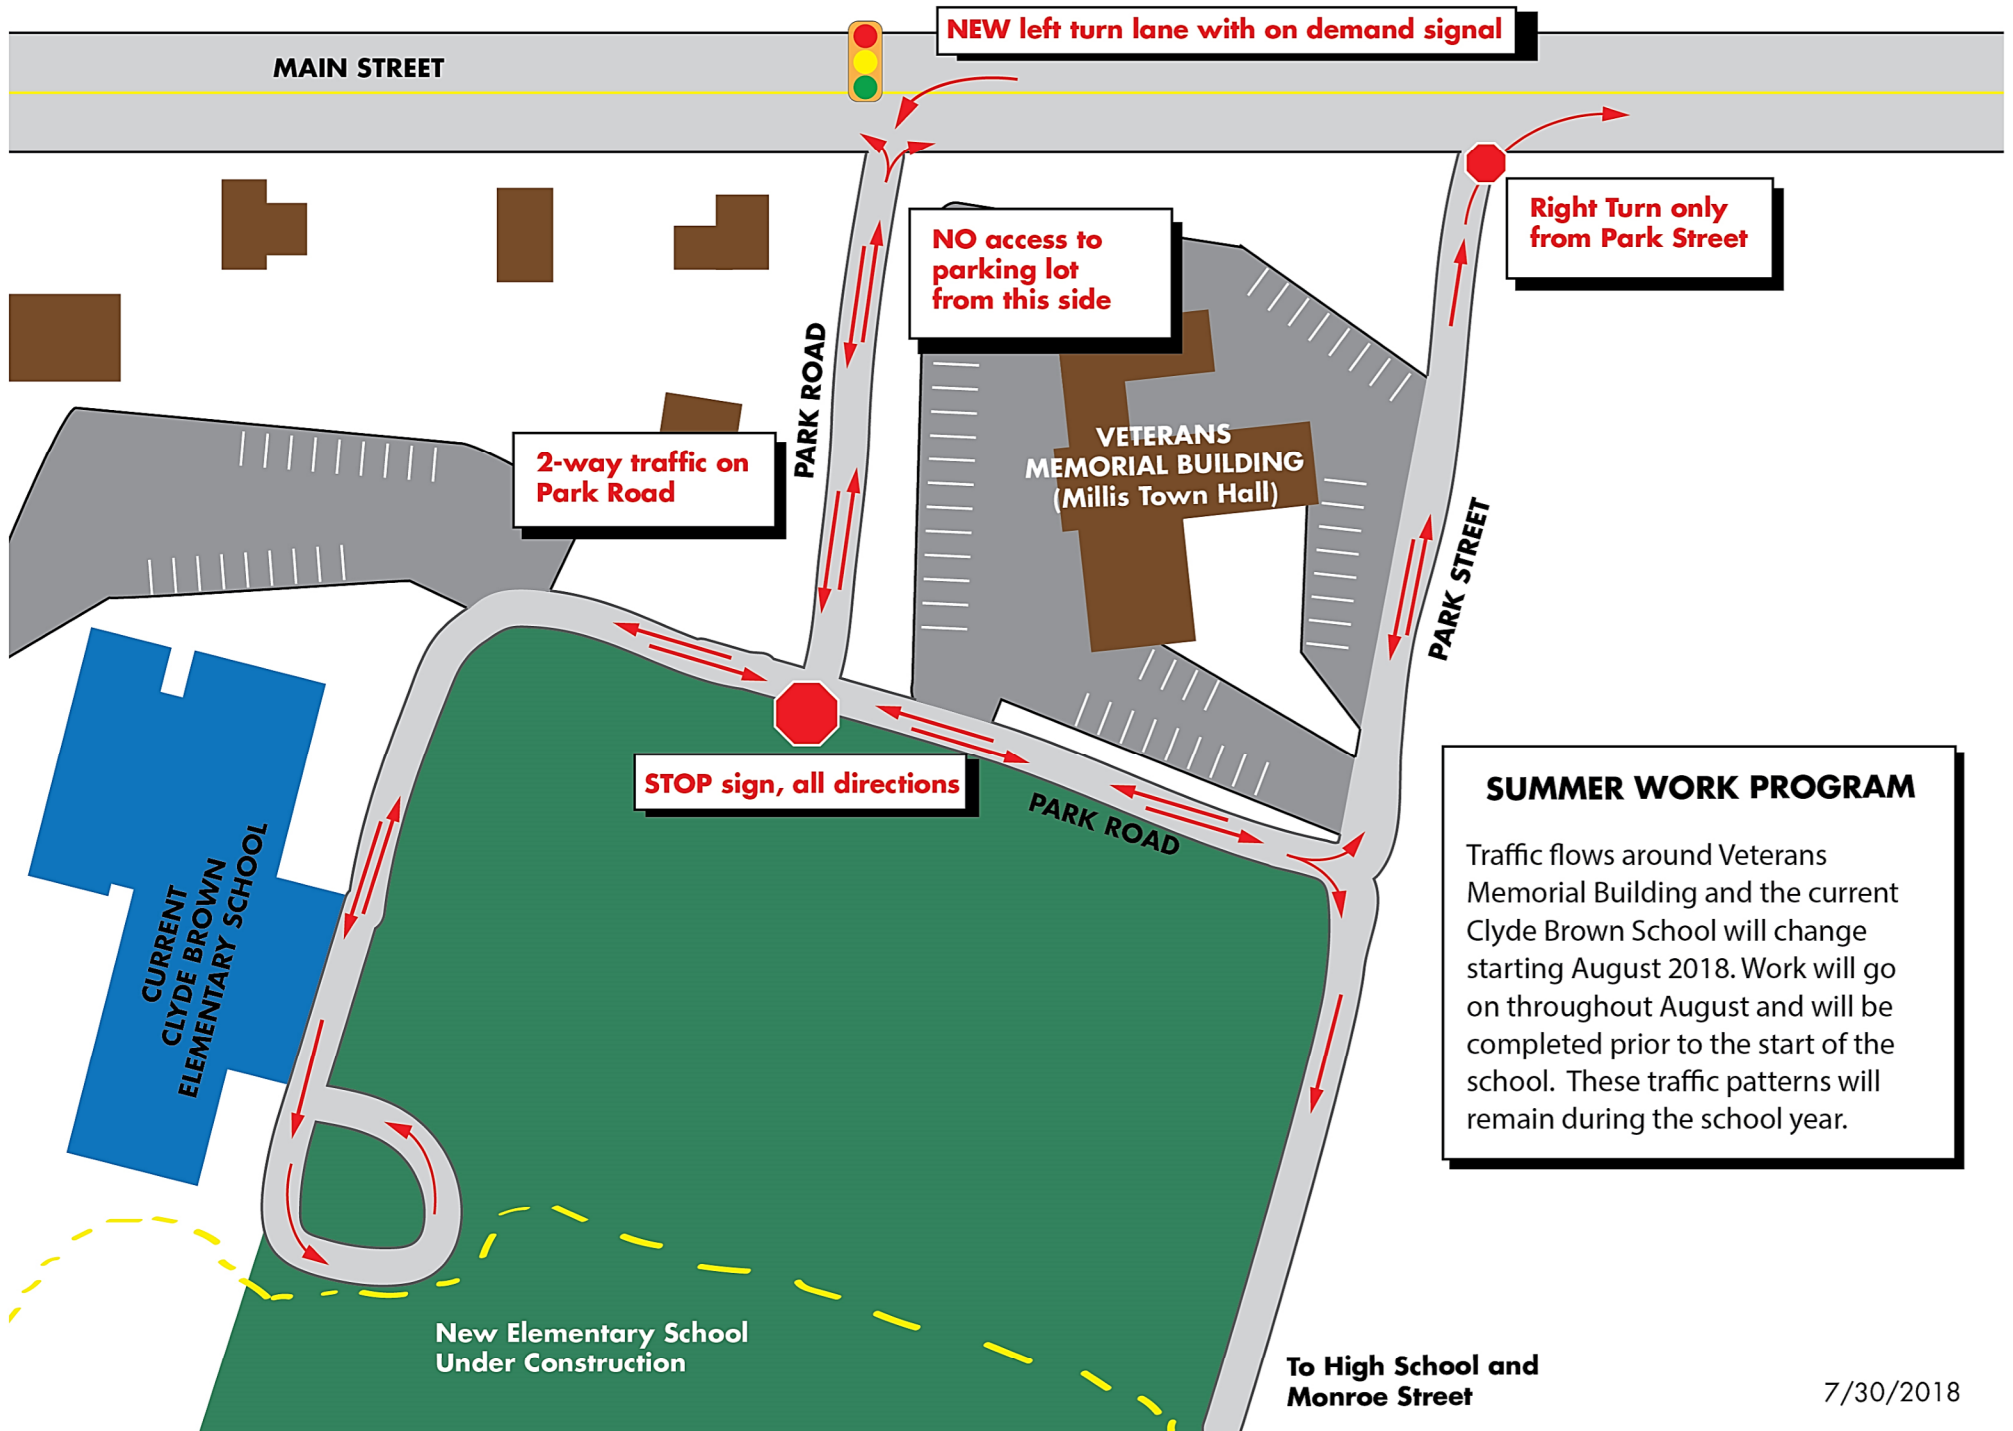 NEW left turn lane with on demand signal
MAIN STREET
Right Turn only
from Park Street
NO access to
parking lot
from this side
PARK ROAD
VETERANS
MEMORIAL BUILDING
(Millis Town Hall)
2-way traffic on
Park Road
PARK STREET
STOP sign, all directions
PARK ROAD
SUMMER WORK PROGRAM
Traffic flows around Veterans
Memorial Building and the current
Clyde Brown School will change
starting August 2018. Work will go
on throughout August and will be
completed prior to the start of the
school.  These traffic patterns will
remain during the school year.
CURRENT
CLYDE BROWN
ELEMENTARY SCHOOL
New Elementary School
Under Construction
To High School and
Monroe Street
7/30/2018